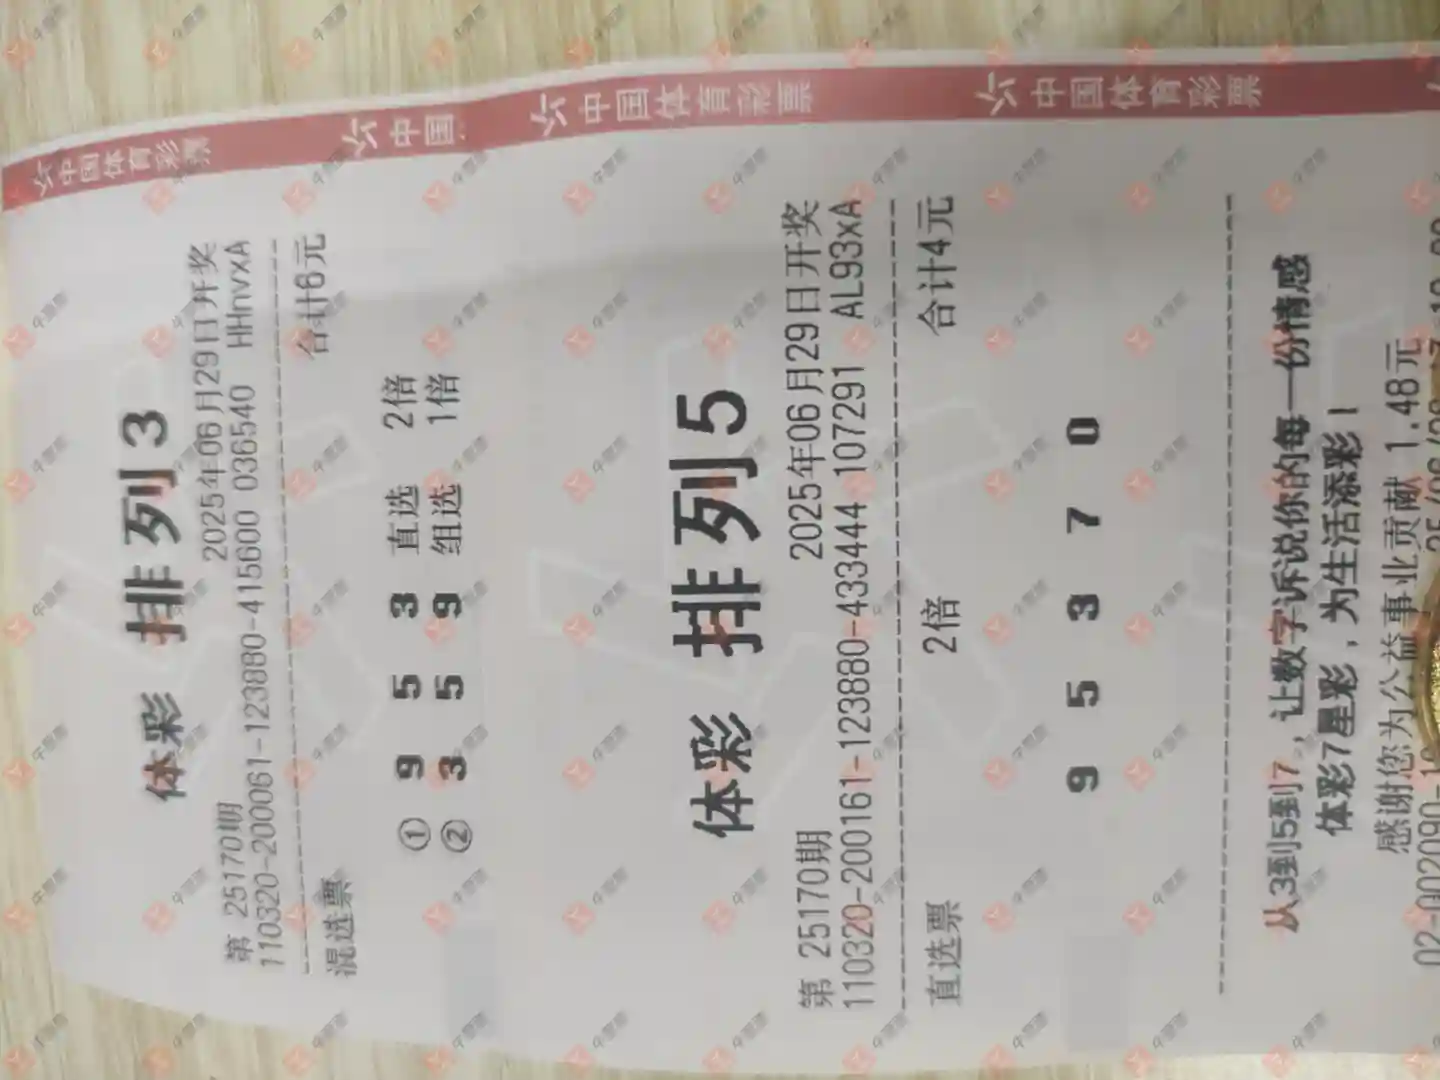 中国体育彩票 中国 中国体育彩票 中国体育彩票
体彩 排列3
第 25170期 2025年06月29日开奖
110320-200061-123880-415600 036540 HHnvxA
混选票 合计6元
① 9 5 3 直选 2倍
② 3 5 9 组选 1倍
体彩 排列5
第 25170期 2025年06月29日开奖
110320-200161-123880-433444 107291 AL93xA
直选票 2倍 合计4元
9 5 3 7 0
从3到5到7，让数字诉说你的每一份情感
体彩7星彩，为生活添彩！
感谢您为公益事业贡献 1.48元